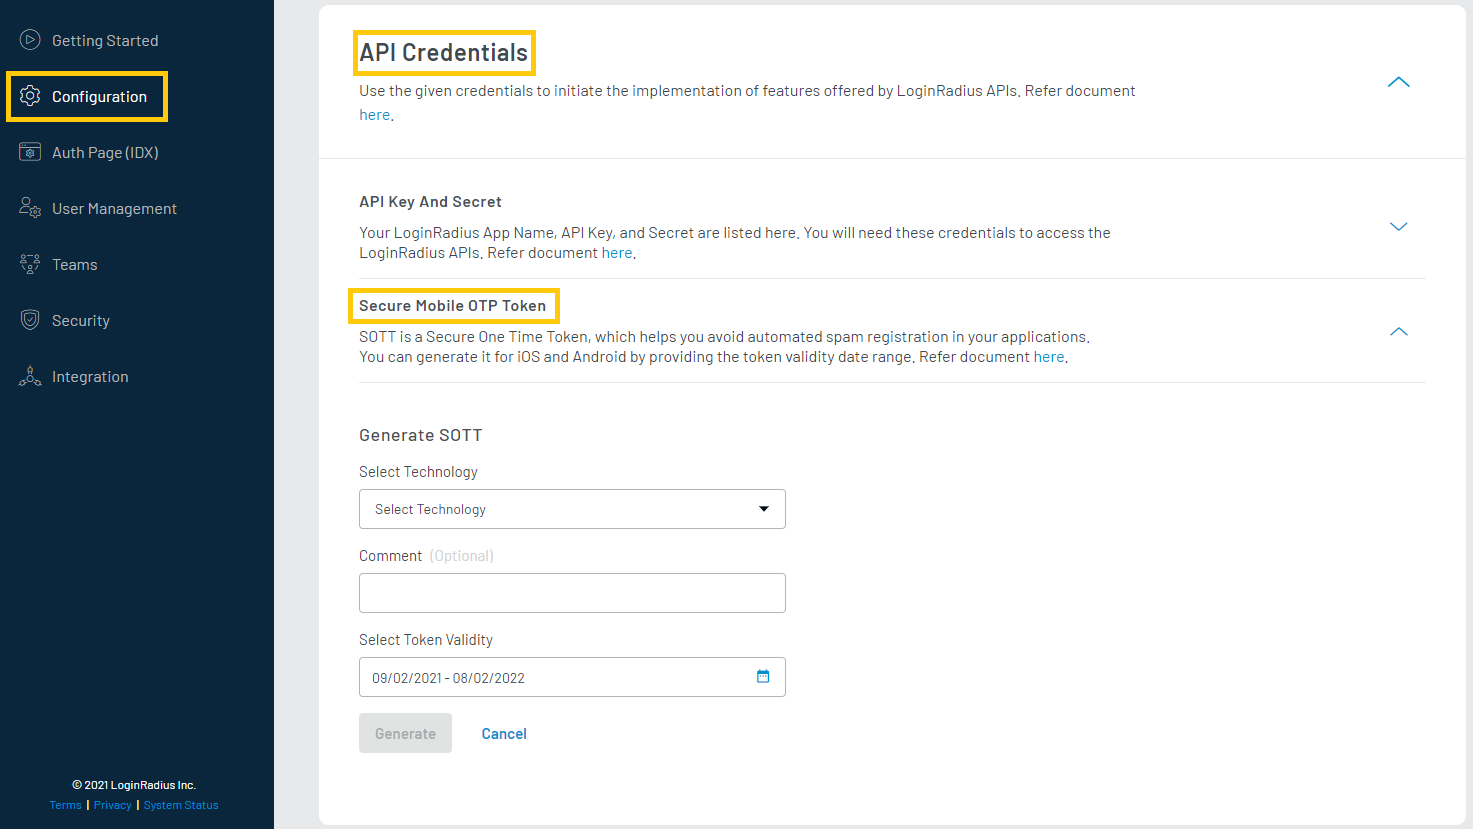 Getting Started
Configuration
Auth Page (IDX)
User Management
Teams
Security
Integration
© 2021 LoginRadius Inc.
Terms | Privacy | System Status
API Credentials
Use the given credentials to initiate the implementation of features offered by LoginRadius APIs. Refer document
here.
API Key And Secret
Your LoginRadius App Name, API Key, and Secret are listed here. You will need these credentials to access the
LoginRadius APIs. Refer document here.
Secure Mobile OTP Token
SOTT is a Secure One Time Token, which helps you avoid automated spam registration in your applications.
You can generate it for iOS and Android by providing the token validity date range. Refer document here.
Generate SOTT
Select Technology
Select Technology
Comment (Optional)
Select Token Validity
09/02/2021 - 08/02/2022
Generate Cancel